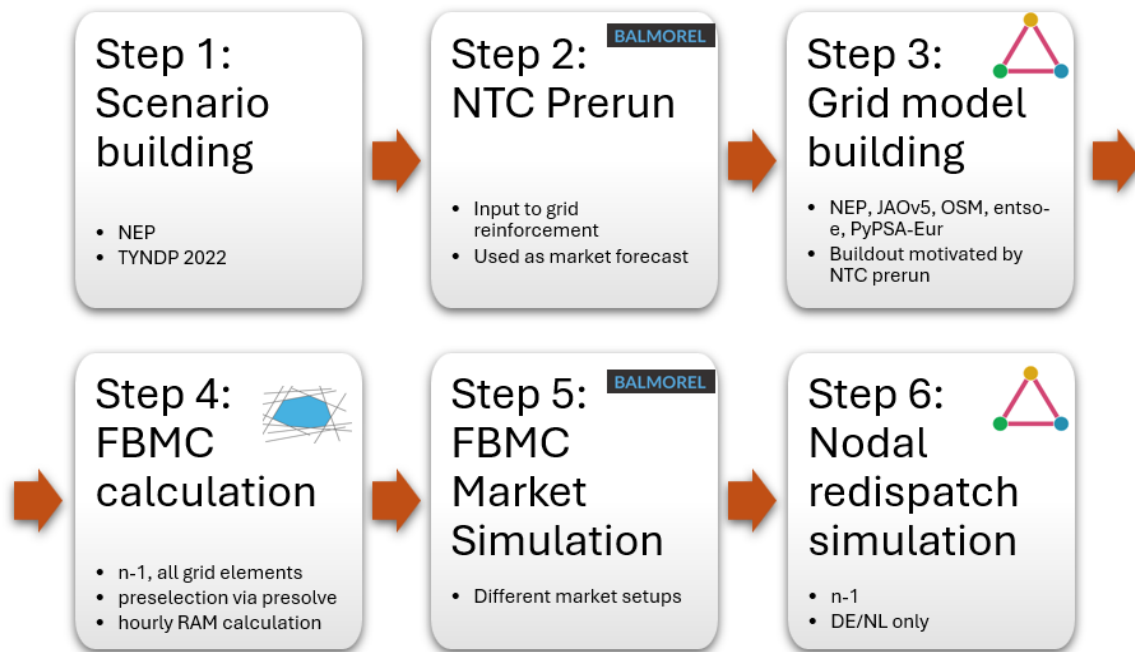 Step 1:
Scenario
building
• NEP
• TYNDP 2022
BALMOREL
Step 2:
NTC Prerun
• Input to grid
reinforcement
• Used as market forecast
Step 3:
Grid model
building
• NEP, JAOv5, OSM, entso-
e, PyPSA-Eur
• Buildout motivated by
NTC prerun
Step 4:
FBMC
calculation
• n-1, all grid elements
• preselection via presolve
• hourly RAM calculation
BALMOREL
Step 5:
FBMC
Market
Simulation
• Different market setups
Step 6:
Nodal
redispatch
simulation
• n-1
• DE/NL only